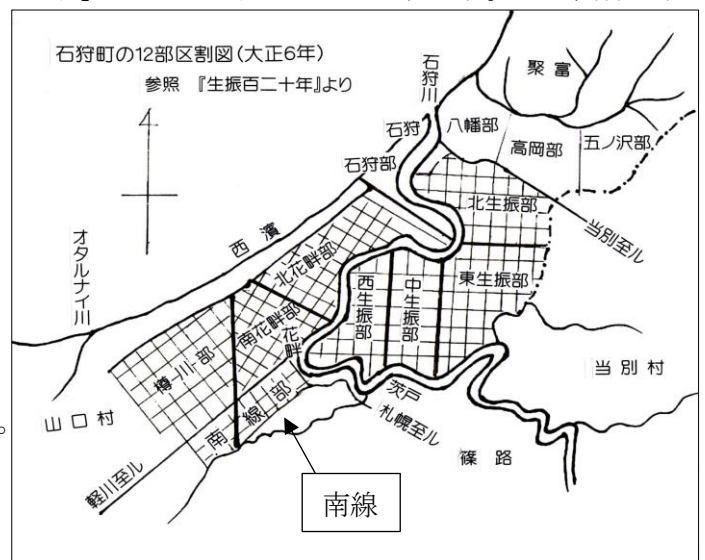 石狩町の12部区割図(大正6年)
参照 『生振百二十年』より
石狩川
聚富
石狩
八幡部
高岡部
五ノ沢部
石狩部
北生振部
当別至ル
西濱
オタルナイ川
北花畔部
東生振部
西生振部
中生振部
南花畔部
花畔
樽川部
当別村
山口村
茨戸
札幌至ル
南線部
篠路
軽川至ル
南線
。